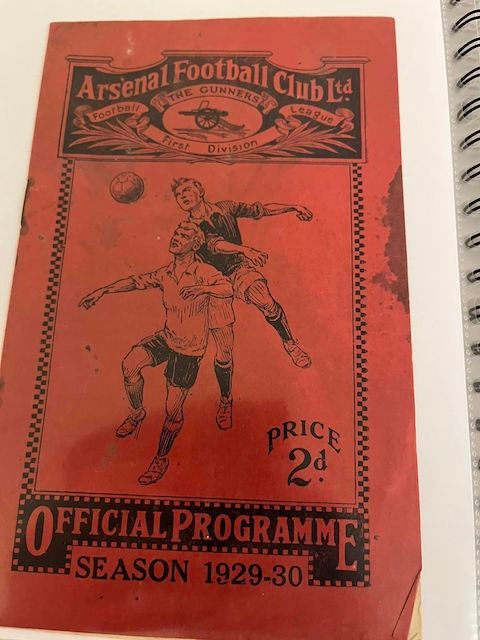 Arsenal Football Club Ltd.
THE GUNNERS
Football League
First Division
PRICE
2d.
OFFICIAL PROGRAMME
SEASON 1929-30